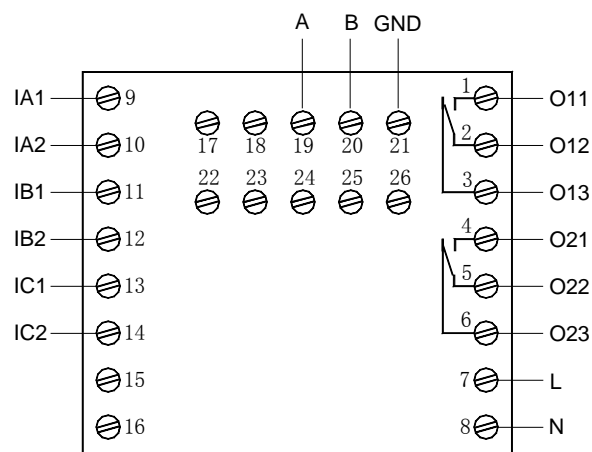 A B GND
IA1 9 1 O11
17 18 19 20 21
IA2 10 2 O12
22 23 24 25 26
IB1 11 3 O13
IB2 12 4 O21
IC1 13 5 O22
IC2 14 6 O23
15 7 L
16 8 N